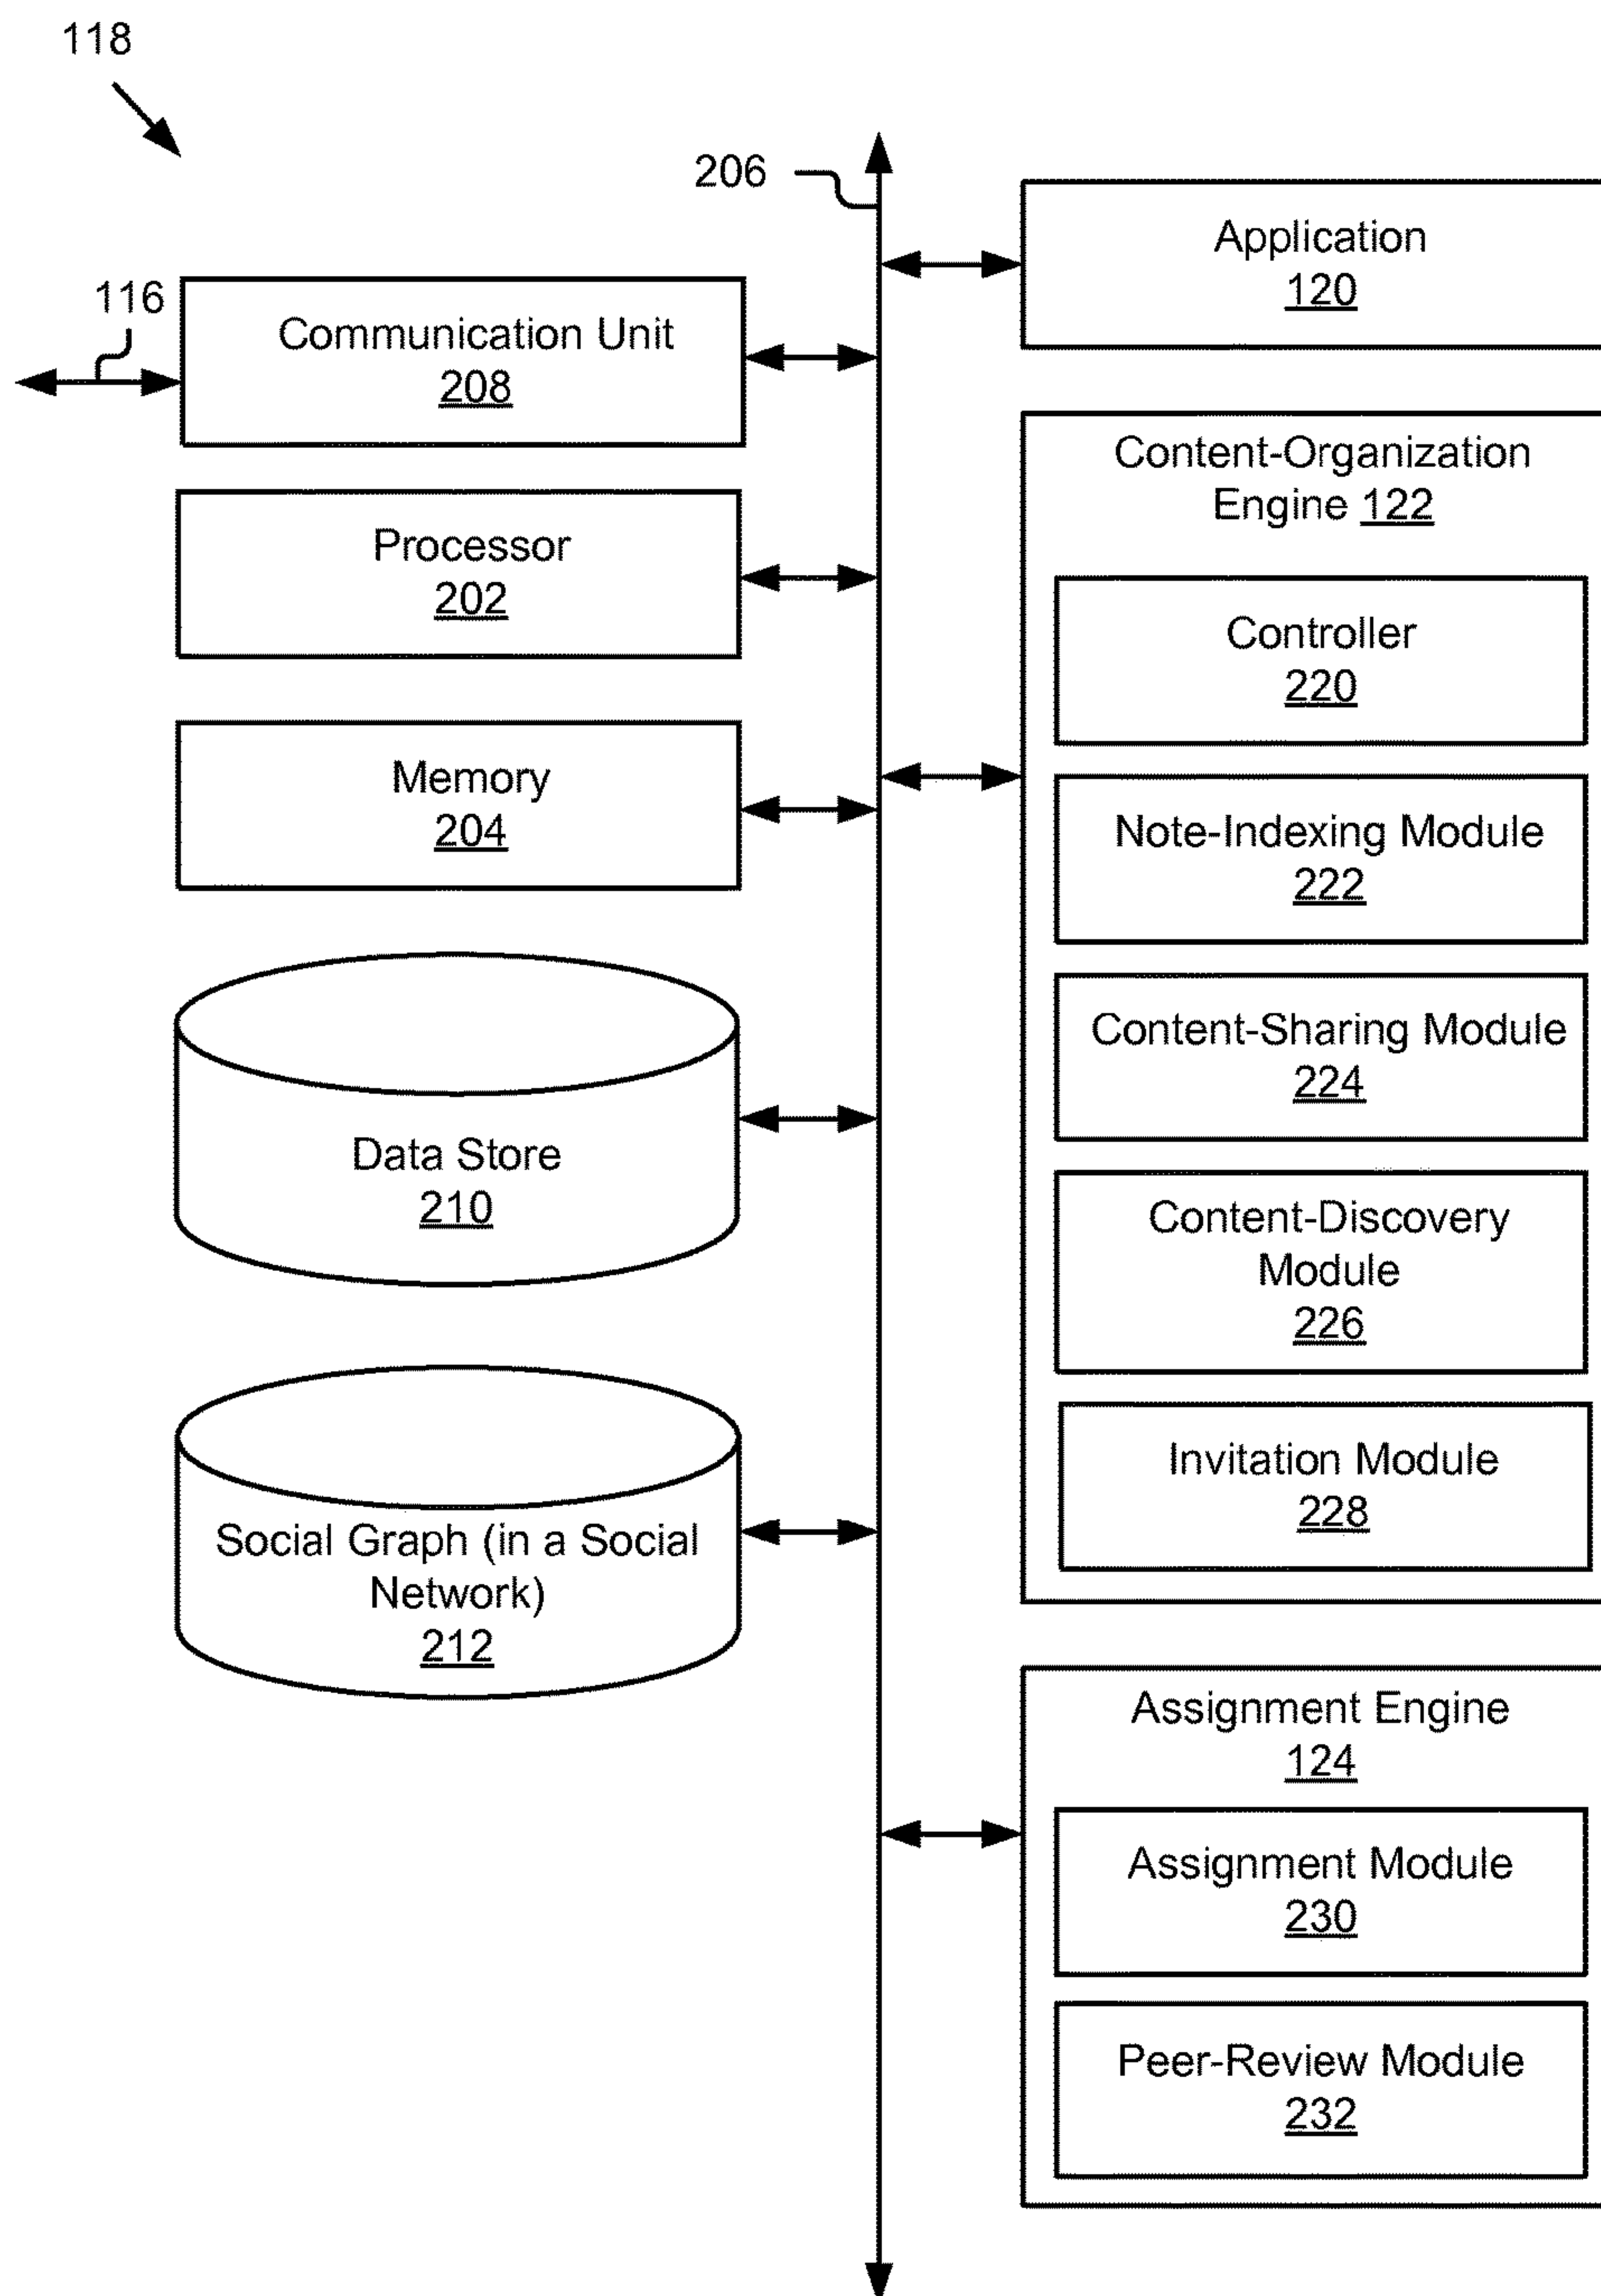 118
206
116
Communication Unit
208
Processor
202
Memory
204
Data Store
210
Social Graph (in a Social
Network)
212
Application
120
Content-Organization
Engine 122
Controller
220
Note-Indexing Module
222
Content-Sharing Module
224
Content-Discovery
Module
226
Invitation Module
228
Assignment Engine
124
Assignment Module
230
Peer-Review Module
232